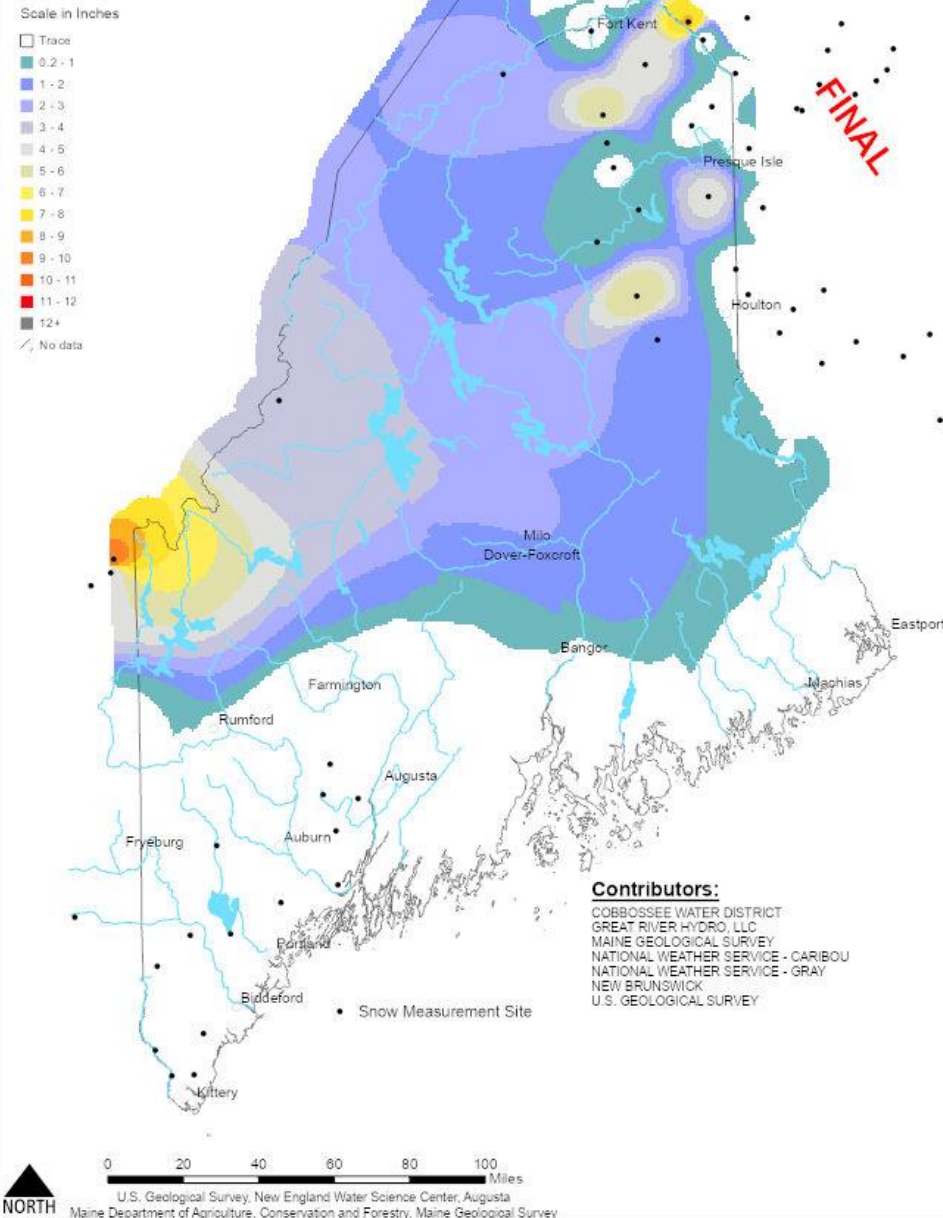 Scale in Inches
Trace
0.2 - 1
1 - 2
2 - 3
3 - 4
4 - 5
5 - 6
6 - 7
7 - 8
8 - 9
9 - 10
10 - 11
11 - 12
12+
No data
Fort Kent
FINAL
Presque Isle
Houlton
Milo
Dover-Foxcroft
Eastport
Bangor
Machias
Farmington
Rumford
Augusta
Fryeburg
Auburn
Portland
Biddeford
Kittery
Snow Measurement Site
Contributors:
COBBOSSEE WATER DISTRICT
GREAT RIVER HYDRO, LLC
MAINE GEOLOGICAL SURVEY
NATIONAL WEATHER SERVICE - CARIBOU
NATIONAL WEATHER SERVICE - GRAY
NEW BRUNSWICK
U.S. GEOLOGICAL SURVEY
0 20 40 60 80 100
Miles
NORTH
U.S. Geological Survey, New England Water Science Center, Augusta
Maine Department of Agriculture, Conservation and Forestry, Maine Geological Survey